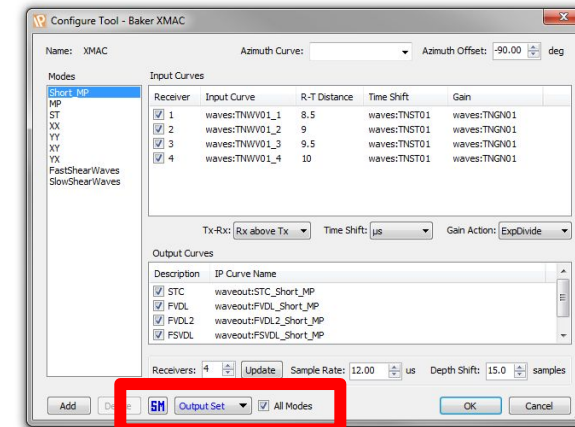 Configure Tool - Baker XMAC
Name: XMAC Azimuth Curve: Azimuth Offset: -90.00 deg
Modes
Short_MP
MP
ST
XX
YY
XY
YX
FastShearWaves
SlowShearWaves
Input Curves
Receiver Input Curve R-T Distance Time Shift Gain
1 waves:TNWV01_1 8.5 waves:TNST01 waves:TNGN01
2 waves:TNWV01_2 9 waves:TNST01 waves:TNGN01
3 waves:TNWV01_3 9.5 waves:TNST01 waves:TNGN01
4 waves:TNWV01_4 10 waves:TNST01 waves:TNGN01
Tx-Rx: Rx above Tx Time Shift: µs Gain Action: ExpDivide
Output Curves
Description IP Curve Name
STC waveout:STC_Short_MP
FVDL waveout:FVDL_Short_MP
FVDL2 waveout:FVDL2_Short_MP
FSVDL waveout:FSVDL_Short_MP
Receivers: 4 Update Sample Rate: 12.00 us Depth Shift: 15.0 samples
Add SM Output Set All Modes OK Cancel